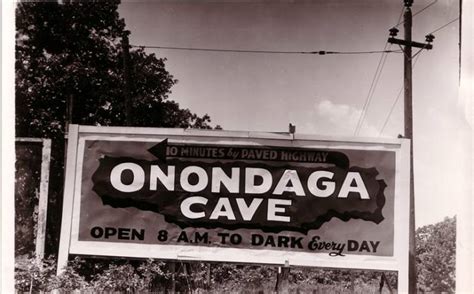 10 MINUTES by PAVED HIGHWAY
ONONDAGA
CAVE
OPEN 8 A.M. TO DARK Every DAY